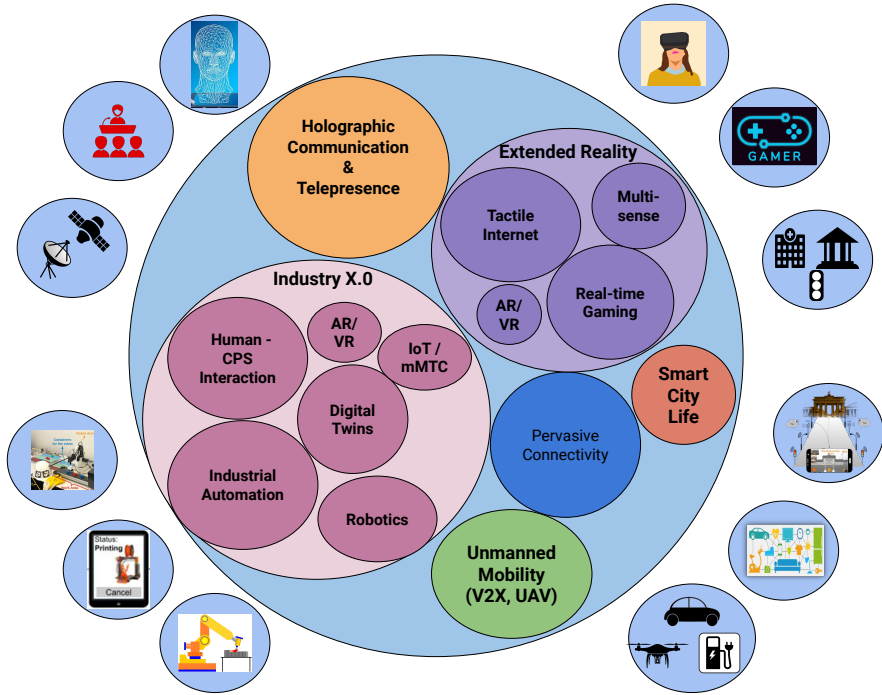 Holographic
Communication
&
Telepresence
Extended Reality
Multi-
sense
Tactile
Internet
AR/
VR
Real-time
Gaming
GAMER
Industry X.0
AR/
VR
Human -
CPS
Interaction
IoT /
mMTC
Digital
Twins
Industrial
Automation
Robotics
Smart
City
Life
Pervasive
Connectivity
Unmanned
Mobility
(V2X, UAV)
Status:
Printing
Cancel